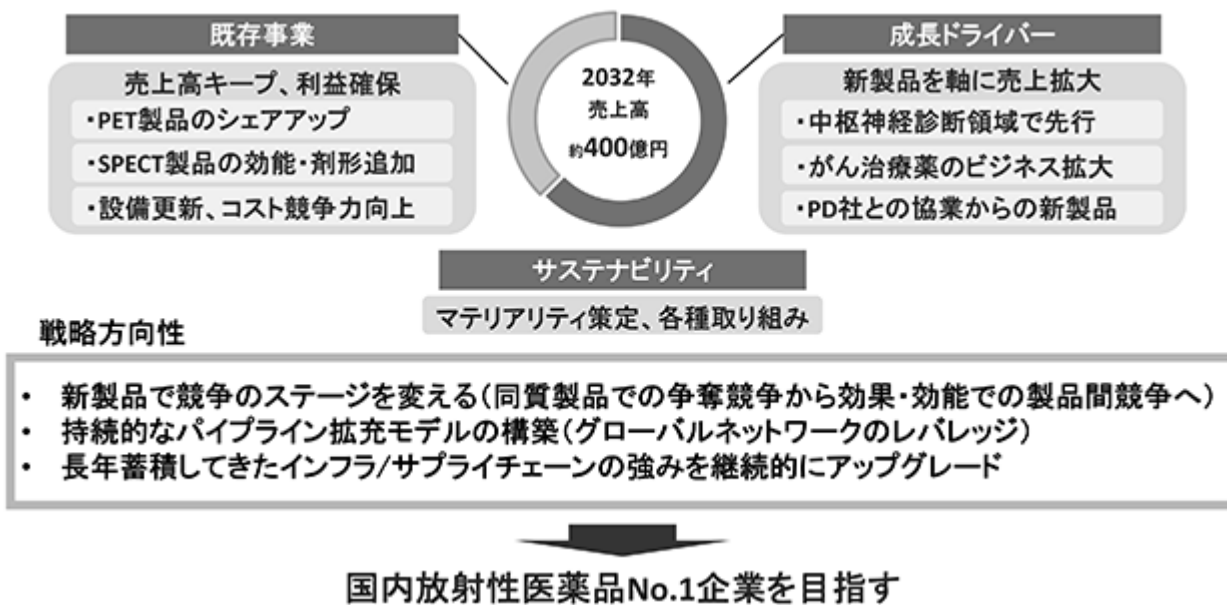 既存事業
売上高キープ、利益確保
・PET製品のシェアアップ
・SPECT製品の効能・剤形追加
・設備更新、コスト競争力向上
2032年
売上高
約400億円
成長ドライバー
新製品を軸に売上拡大
・中枢神経診断領域で先行
・がん治療薬のビジネス拡大
・PD社との協業からの新製品
サステナビリティ
マテリアリティ策定、各種取り組み
戦略方向性
• 新製品で競争のステージを変える(同質製品での争奪競争から効果・効能での製品間競争へ)
• 持続的なパイプライン拡充モデルの構築(グローバルネットワークのレバレッジ)
• 長年蓄積してきたインフラ/サプライチェーンの強みを継続的にアップグレード
国内放射性医薬品No.1企業を目指す